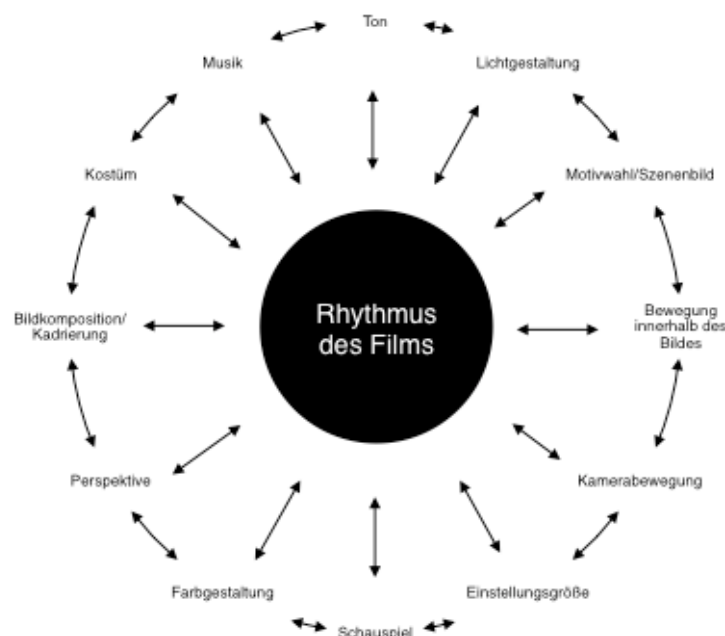 Ton
Musik
Lichtgestaltung
Kostüm
Motivwahl/Szenenbild
Bildkomposition/
Kadrierung
Rhythmus
des Films
Bewegung
innerhalb des
Bildes
Perspektive
Kamerabewegung
Farbgestaltung
Einstellungsgröße
Schauspiel